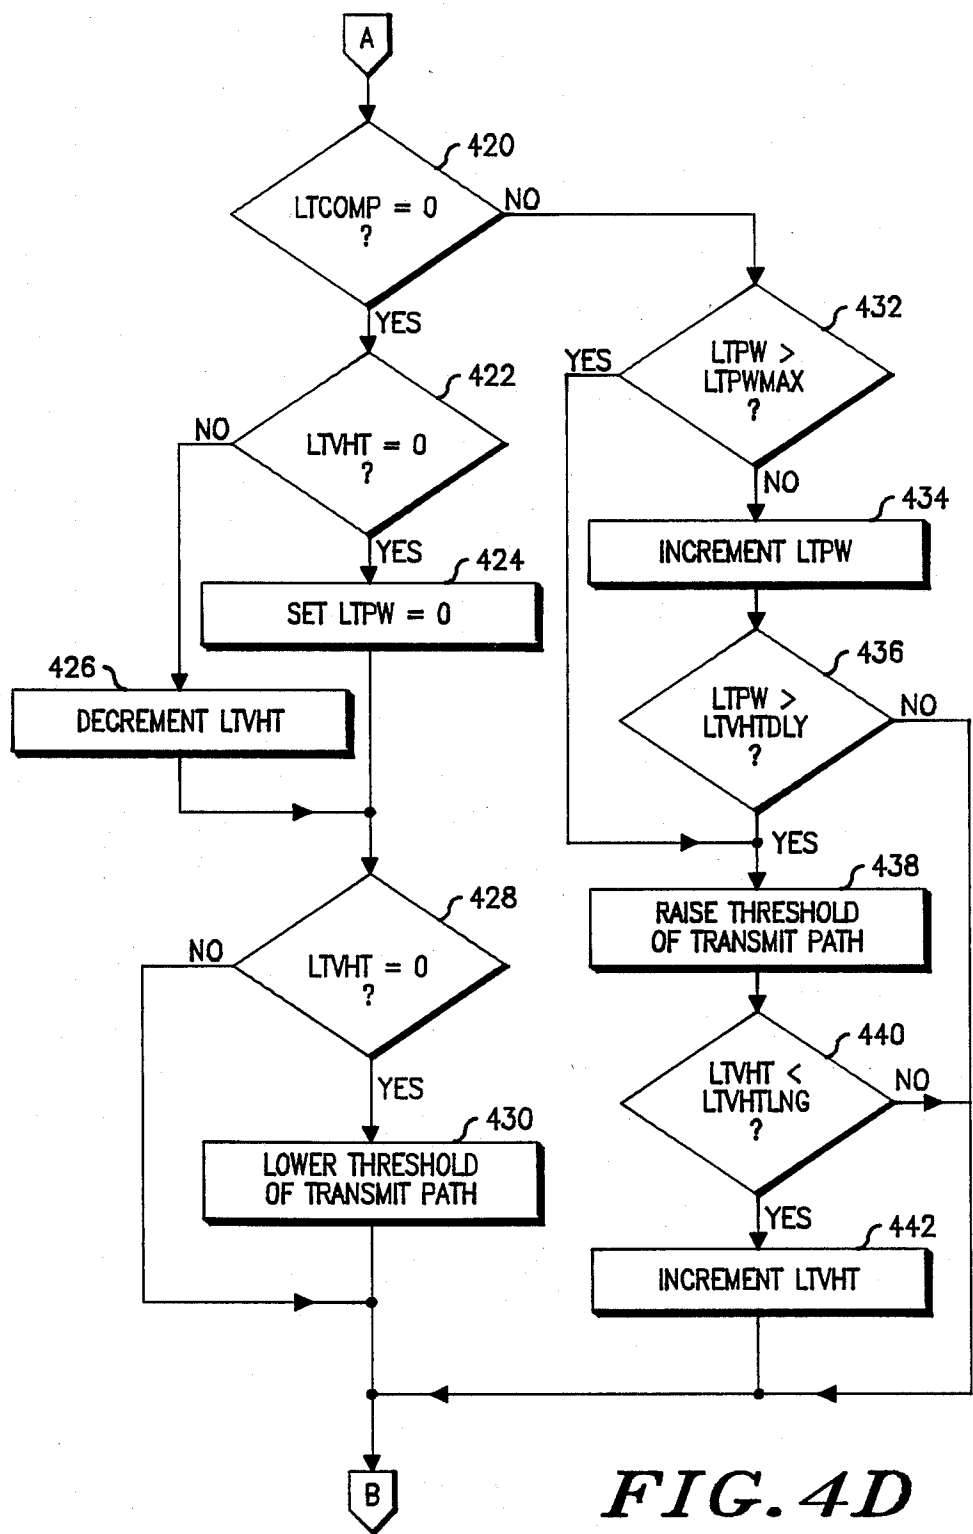 A
420
LTCOMP = 0
?
NO
YES
432
LTPW >
LTPWMAX
?
YES
NO
422
LTVHT = 0
?
NO
YES
434
INCREMENT LTPW
424
SET LTPW = 0
436
LTPW >
LTVHTDLY
?
NO
YES
426
DECREMENT LTVHT
438
RAISE THRESHOLD
OF TRANSMIT PATH
428
LTVHT = 0
?
NO
YES
440
LTVHT <
LTVHTLNG
?
NO
YES
430
LOWER THRESHOLD
OF TRANSMIT PATH
442
INCREMENT LTVHT
B
FIG. 4D